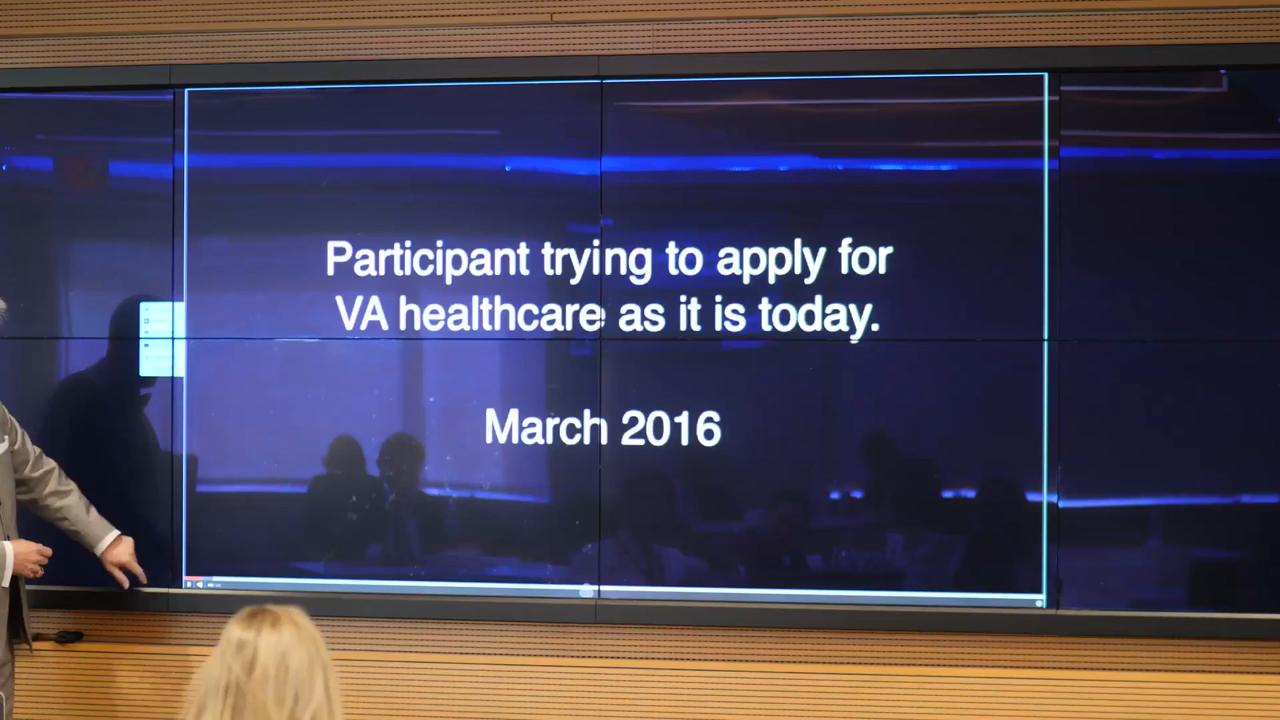 Participant trying to apply for
VA healthcare as it is today.
March 2016